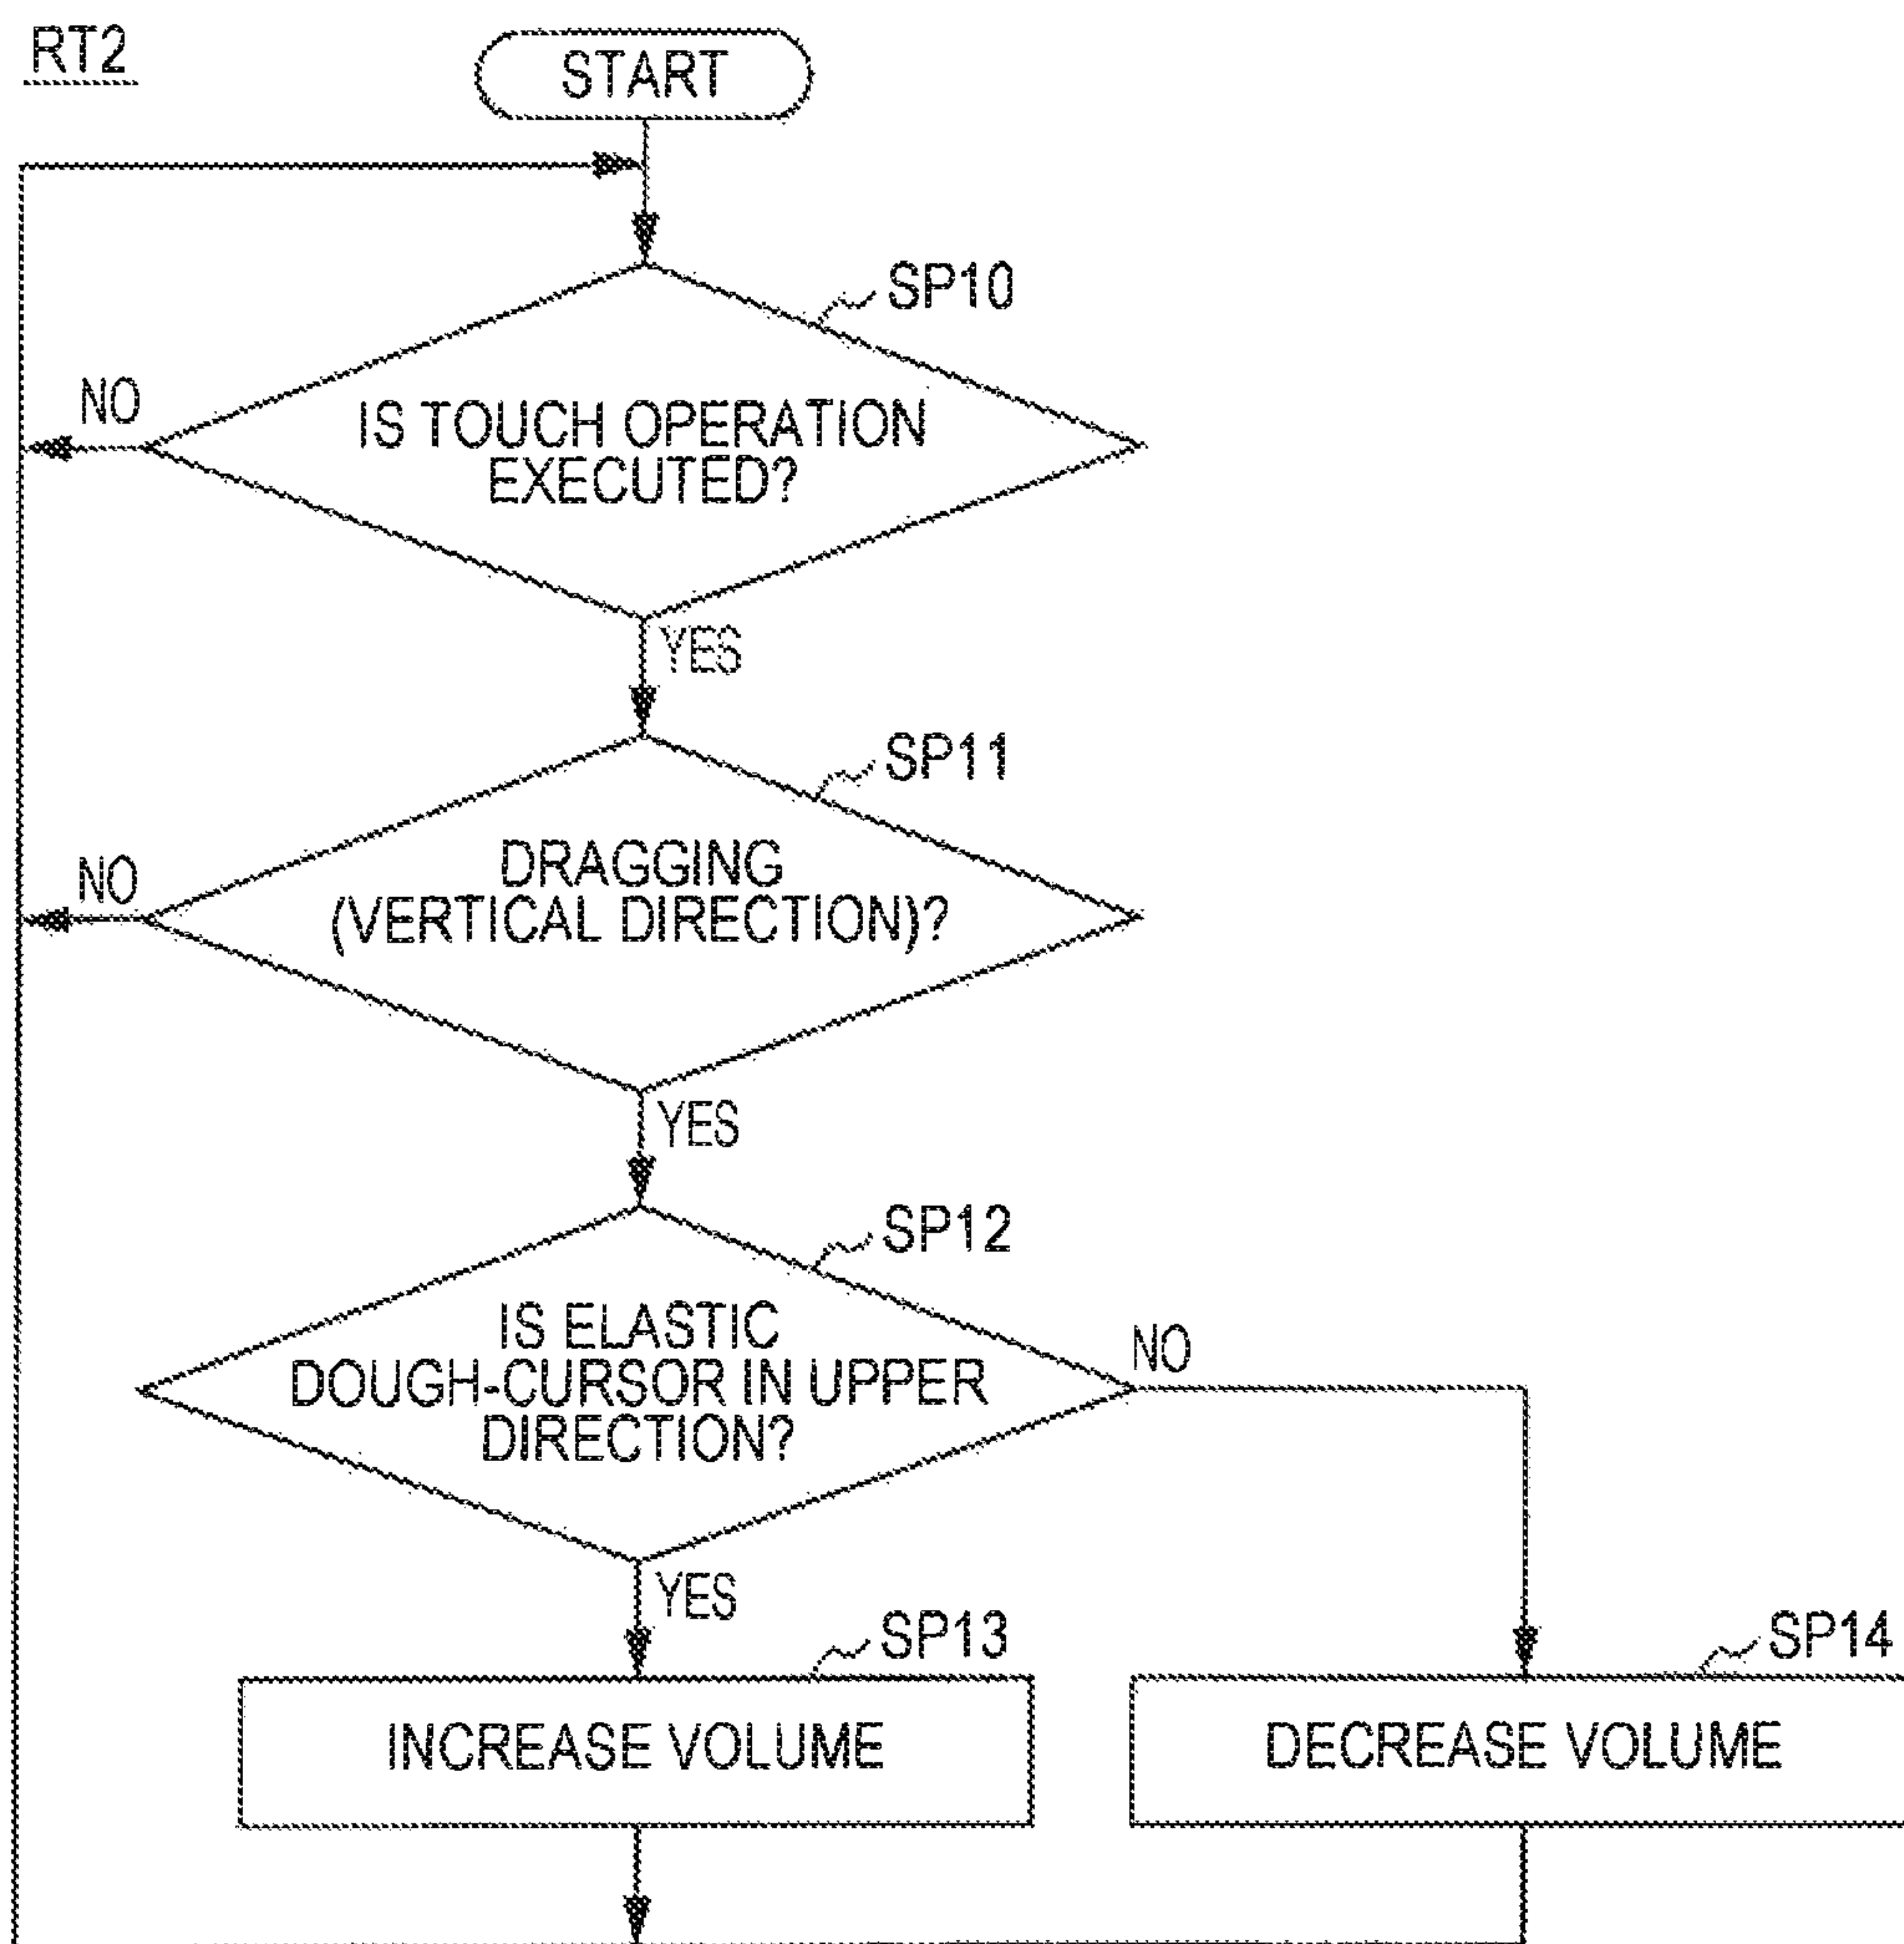 RT2
START
SP10
NO
IS TOUCH OPERATION
EXECUTED?
YES
SP11
NO
DRAGGING
(VERTICAL DIRECTION)?
YES
SP12
IS ELASTIC
DOUGH-CURSOR IN UPPER
DIRECTION?
NO
YES
SP13
SP14
INCREASE VOLUME
DECREASE VOLUME